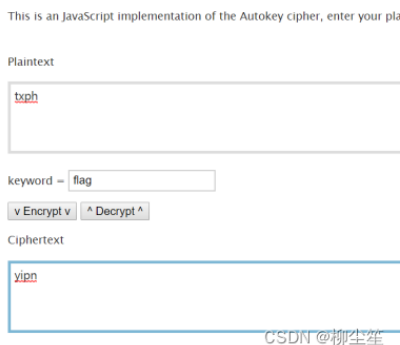 This is an JavaScript implementation of the Autokey cipher, enter your pla
Plaintext
txph
keyword = flag
v Encrypt v ^ Decrypt ^
Ciphertext
yipn
CSDN @柳尘笙